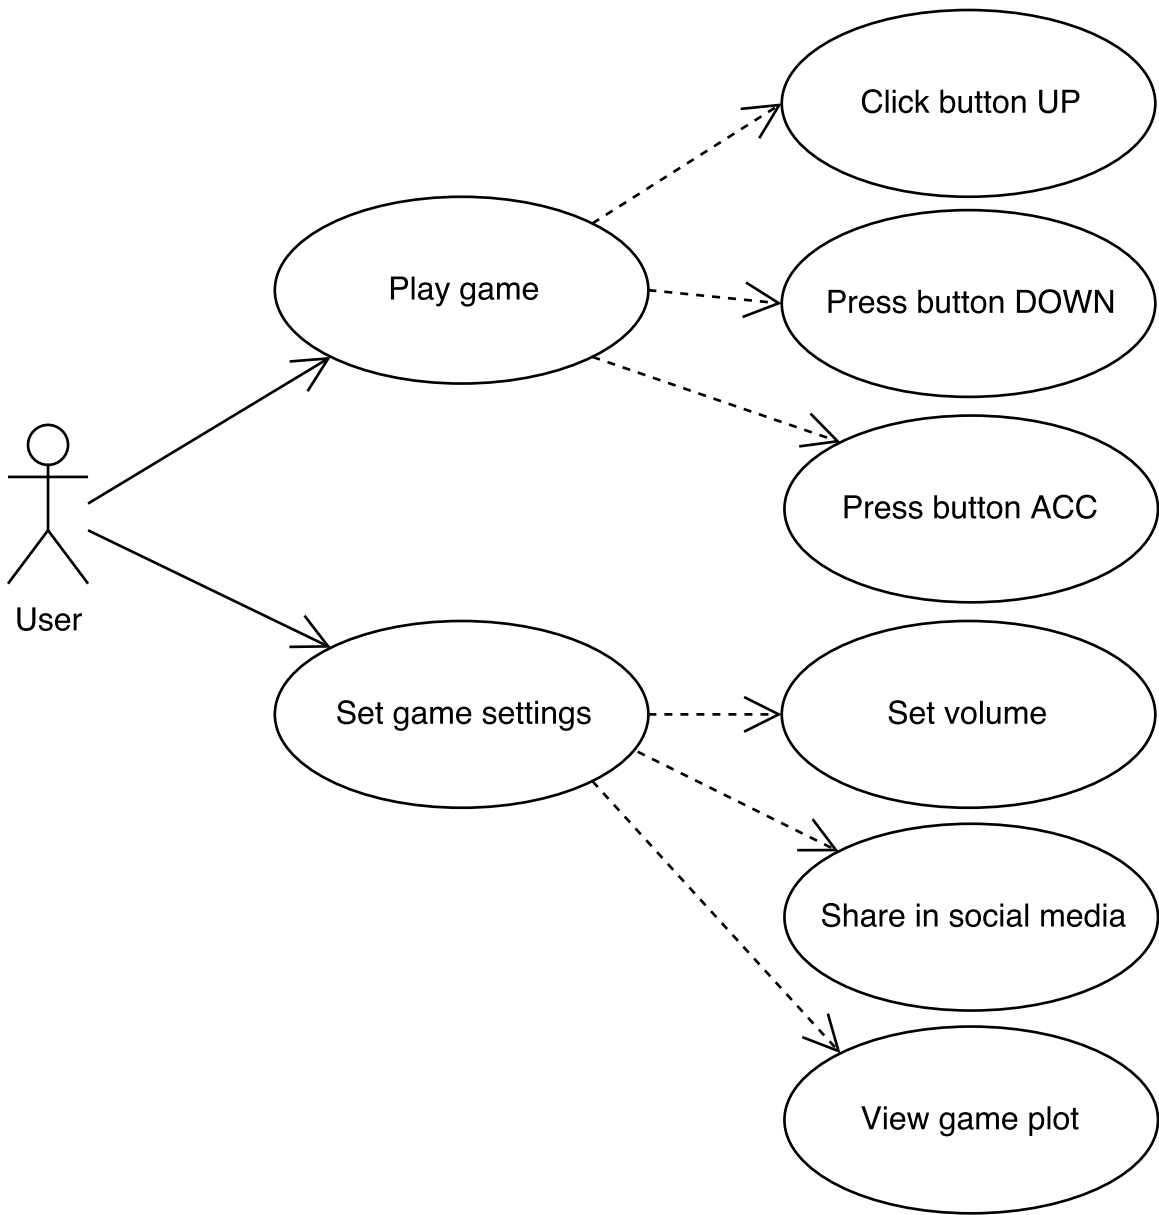 Click button UP
Play game
Press button DOWN
Press button ACC
User
Set game settings
Set volume
Share in social media
View game plot